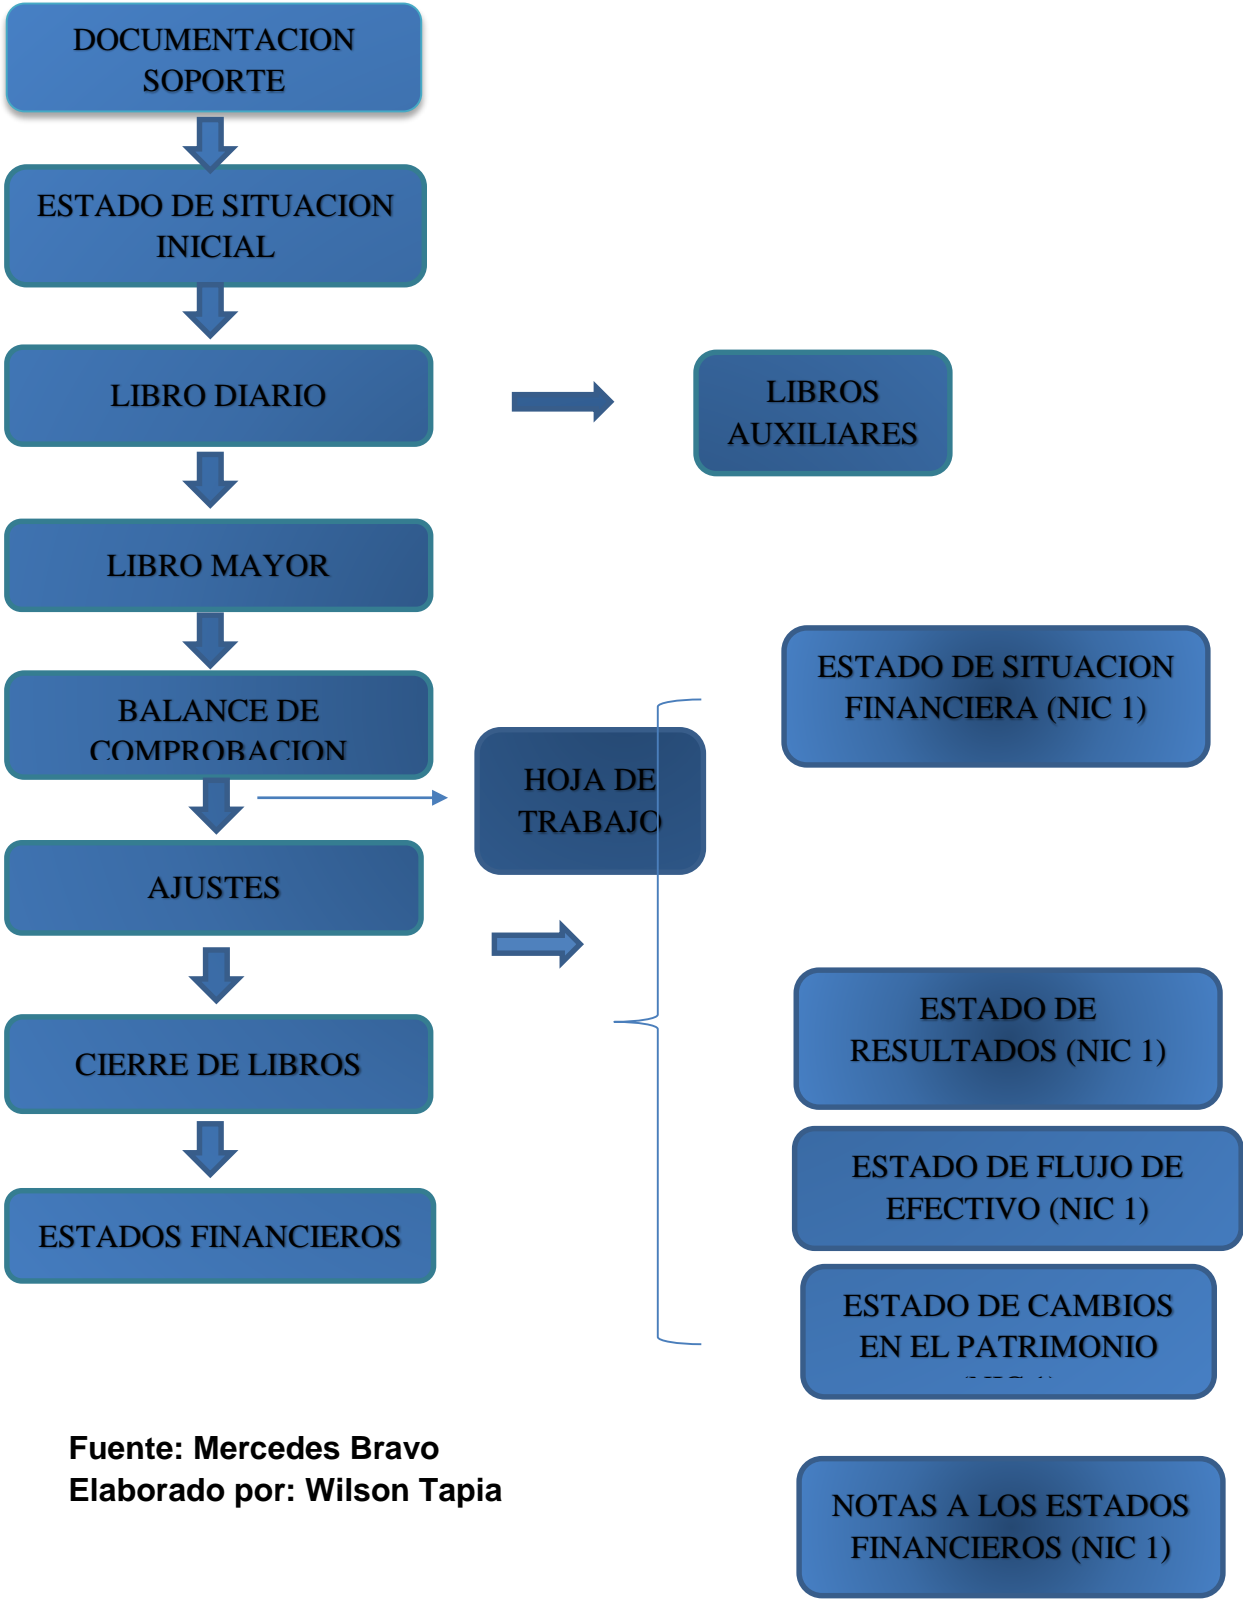 DOCUMENTACION
SOPORTE
ESTADO DE SITUACION
INICIAL
LIBRO DIARIO
LIBROS
AUXILIARES
LIBRO MAYOR
BALANCE DE
COMPROBACION
HOJA DE
TRABAJO
AJUSTES
CIERRE DE LIBROS
ESTADOS FINANCIEROS
ESTADO DE SITUACION
FINANCIERA (NIC 1)
ESTADO DE
RESULTADOS (NIC 1)
ESTADO DE FLUJO DE
EFECTIVO (NIC 1)
ESTADO DE CAMBIOS
EN EL PATRIMONIO
NOTAS A LOS ESTADOS
FINANCIEROS (NIC 1)
Fuente: Mercedes Bravo
Elaborado por: Wilson Tapia